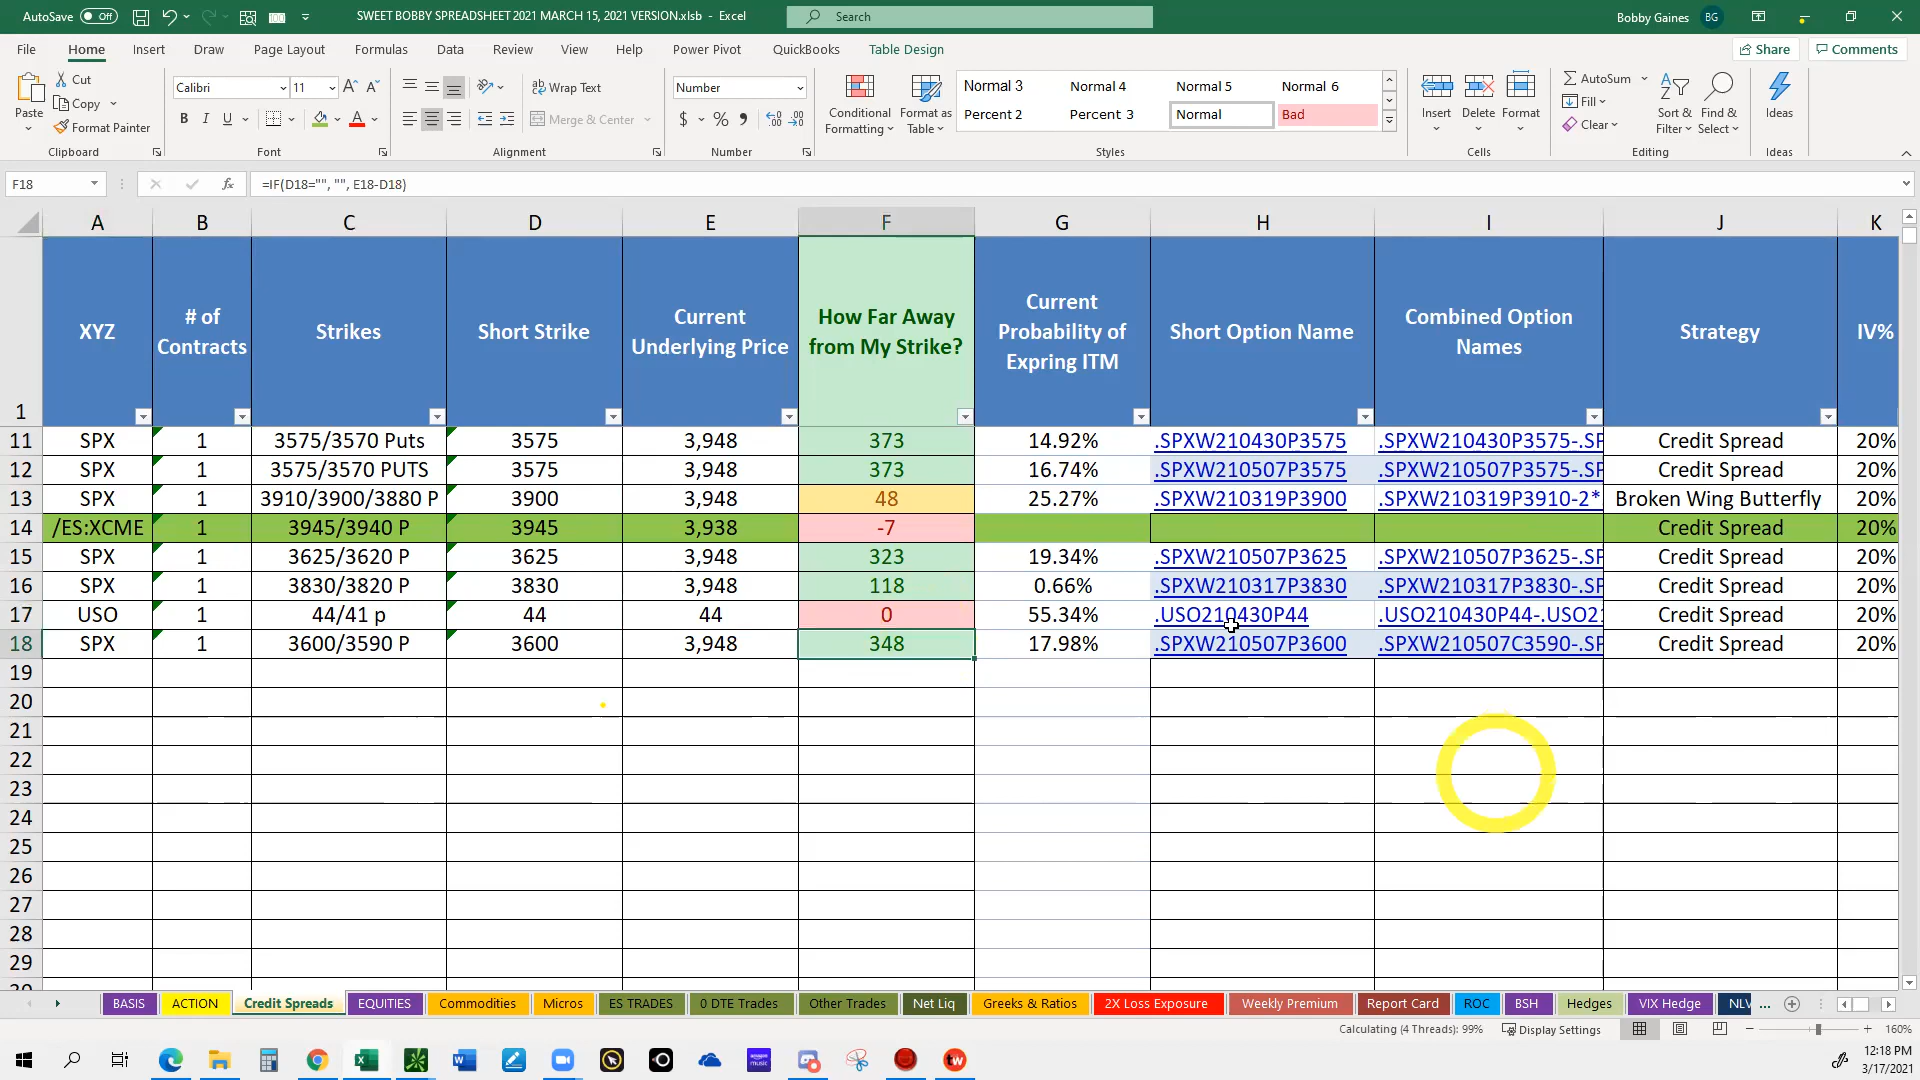 AutoSave Off SWEET BOBBY SPREADSHEET 2021 MARCH 15, 2021 VERSION.xlsb - Excel Search Bobby Gaines BG
File Home Insert Draw Page Layout Formulas Data Review View Help Power Pivot QuickBooks Table Design Share Comments
Paste Cut Copy Format Painter Clipboard
Calibri 11 Font
Wrap Text Merge & Center Alignment
Number Number
Conditional Formatting Format as Table
Normal 3 Normal 4 Normal 5 Normal 6
Percent 2 Percent 3 Normal Bad
Styles
Insert Delete Format Cells
AutoSum Fill Clear Sort & Filter Find & Select Editing
Ideas Ideas
F18 fx =IF(D18="", "", E18-D18)
A B C D E F G H I J K
1 XYZ # of Contracts Strikes Short Strike Current Underlying Price How Far Away from My Strike? Current Probability of Expring ITM Short Option Name Combined Option Names Strategy IV%
11 SPX 1 3575/3570 Puts 3575 3,948 373 14.92% .SPXW210430P3575 .SPXW210430P3575-.SP Credit Spread 20%
12 SPX 1 3575/3570 PUTS 3575 3,948 373 16.74% .SPXW210507P3575 .SPXW210507P3575-.SP Credit Spread 20%
13 SPX 1 3910/3900/3880 P 3900 3,948 48 25.27% .SPXW210319P3900 .SPXW210319P3910-2* Broken Wing Butterfly 20%
14 /ES:XCME 1 3945/3940 P 3945 3,938 -7 Credit Spread 20%
15 SPX 1 3625/3620 P 3625 3,948 323 19.34% .SPXW210507P3625 .SPXW210507P3625-.SP Credit Spread 20%
16 SPX 1 3830/3820 P 3830 3,948 118 0.66% .SPXW210317P3830 .SPXW210317P3830-.SP Credit Spread 20%
17 USO 1 44/41 p 44 44 0 55.34% .USO210430P44 .USO210430P44-.USO21 Credit Spread 20%
18 SPX 1 3600/3590 P 3600 3,948 348 17.98% .SPXW210507P3600 .SPXW210507C3590-.SP Credit Spread 20%
19
20
21
22
23
24
25
26
27
28
29
BASIS ACTION Credit Spreads EQUITIES Commodities Micros ES TRADES 0 DTE Trades Other Trades Net Liq Greeks & Ratios 2X Loss Exposure Weekly Premium Report Card ROC BSH Hedges VIX Hedge NLV ...
Calculating (4 Threads): 99% Display Settings 160%
12:18 PM
3/17/2021